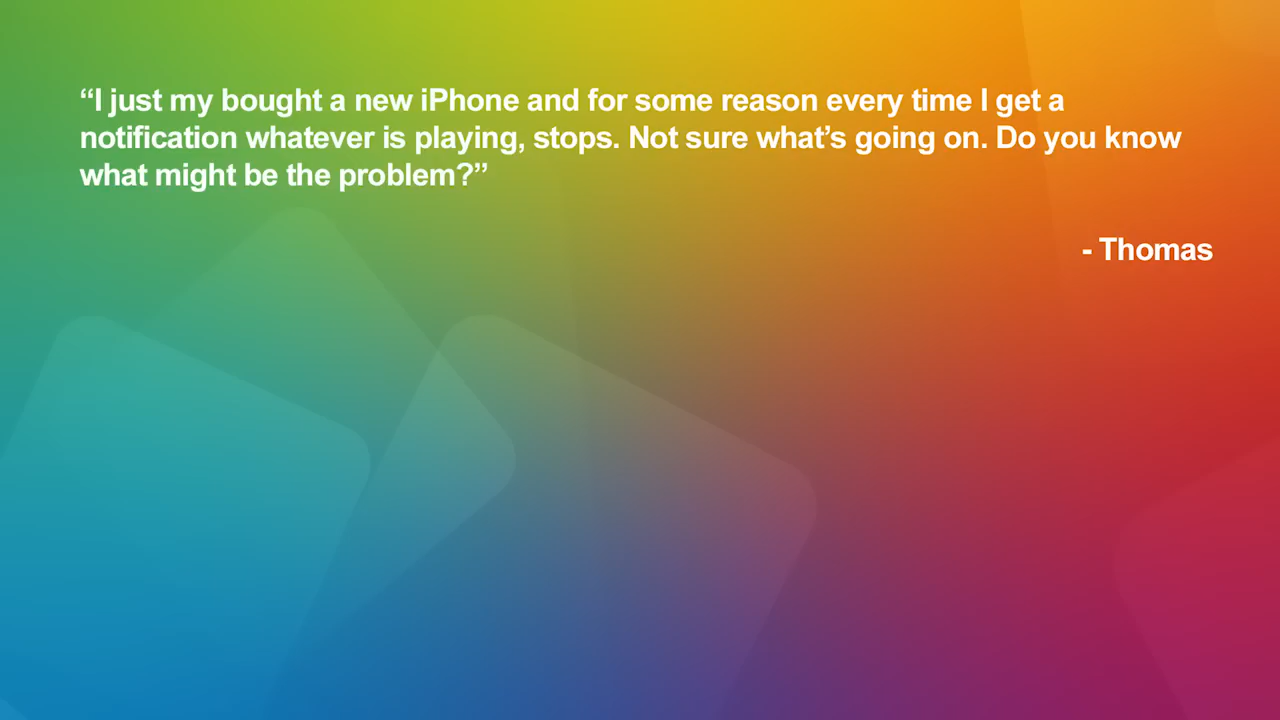 “I just my bought a new iPhone and for some reason every time I get a
notification whatever is playing, stops. Not sure what’s going on. Do you know
what might be the problem?”
- Thomas